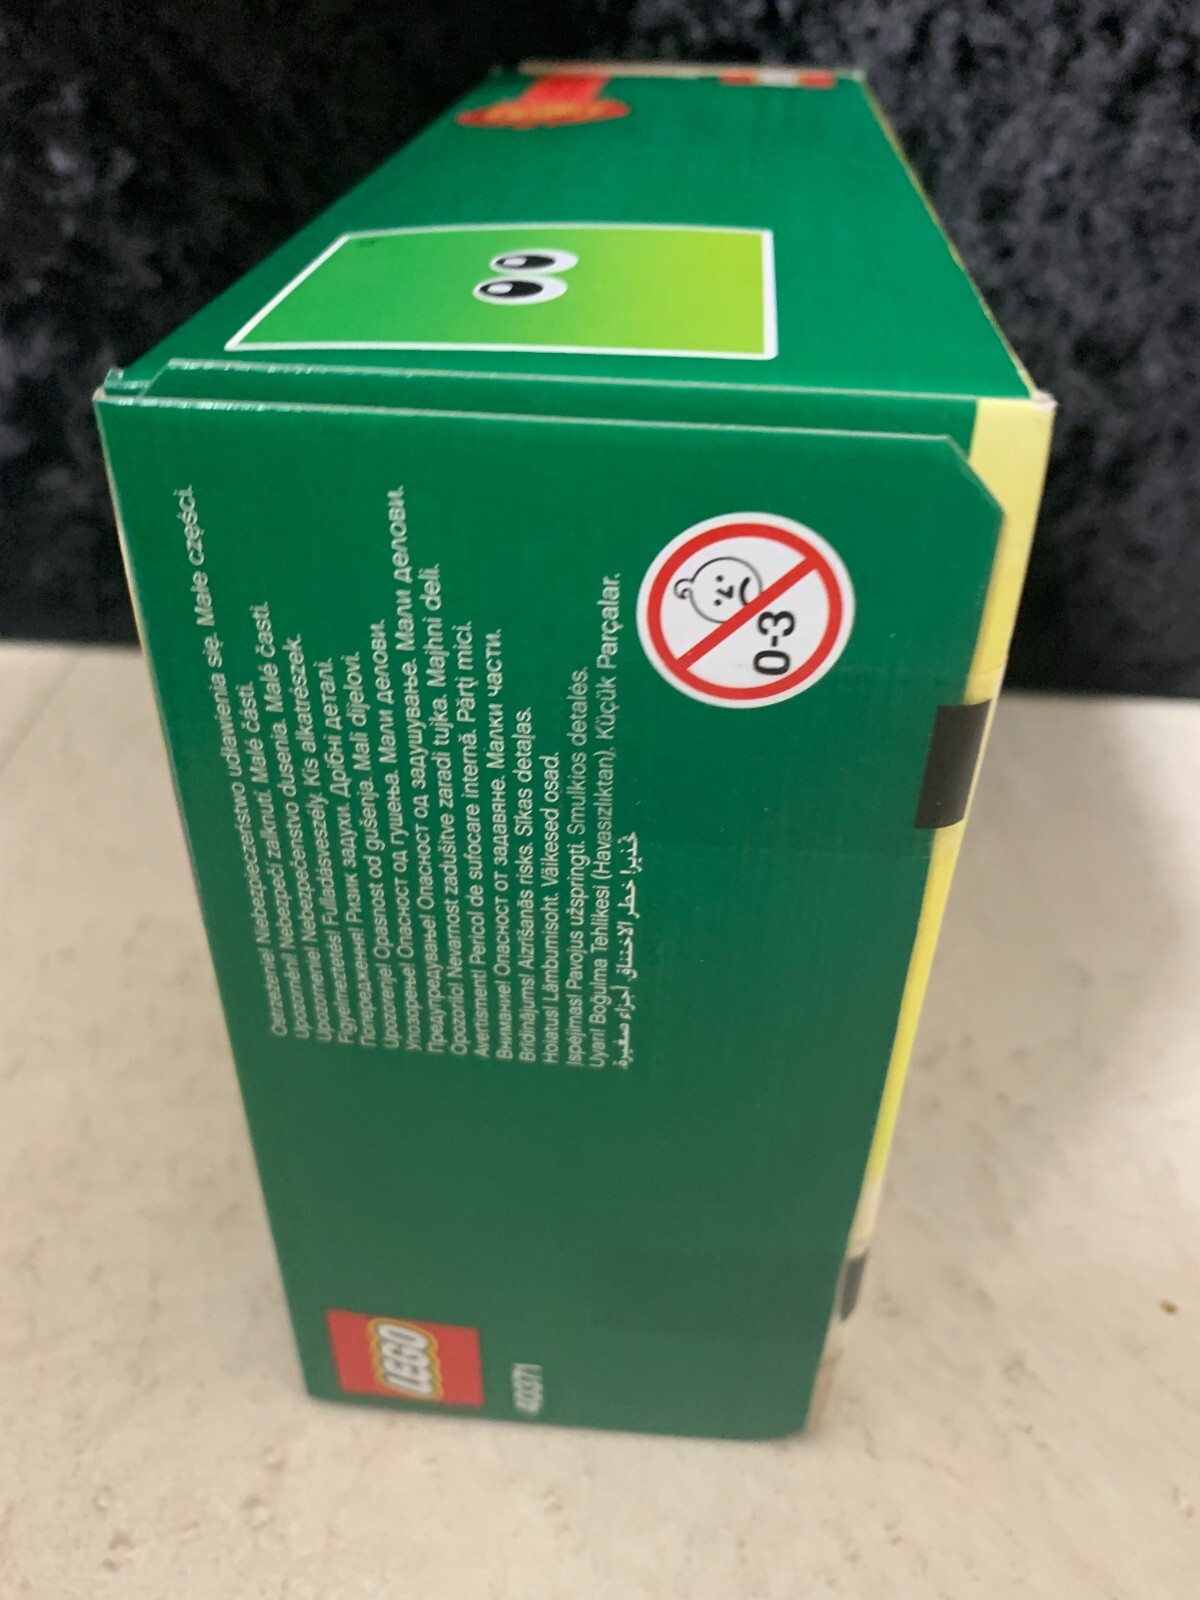 Ostrzeżenie! Niebezpieczeństwo udławienia się. Małe części.
Upozornění! Nebezpečí zalknutí. Malé části.
Upozornenie! Nebezpečenstvo dusenia. Malé časti.
Figyelmeztetés! Fulladásveszély. Kis alkatrészek.
Попередження! Ризик задухи. Дрібні деталі.
Upozorenje! Opasnost od gušenja. Mali dijelovi.
Упозорење! Опасност од гушења. Мали делови.
Предупредување! Опасност од задушување. Мали делови.
Opozorilo! Nevarnost zadušitve zaradi tujka. Majhni deli.
Avertisment! Pericol de sufocare internă. Părți mici.
Внимание! Опасност от задавяне. Малки части.
Brīdinājums! Aizrīšanās risks. Sīkas detaļas.
Hoiatus! Lämbumisoht. Väikesed osad.
Įspėjimas! Pavojus užspringti. Smulkios detalės.
Uyarı! Boğulma Tehlikesi (Havasızlıktan). Küçük Parçalar.
تحذير! خطر الاختناق. أجزاء صغيرة.
0-3
LEGO
40371